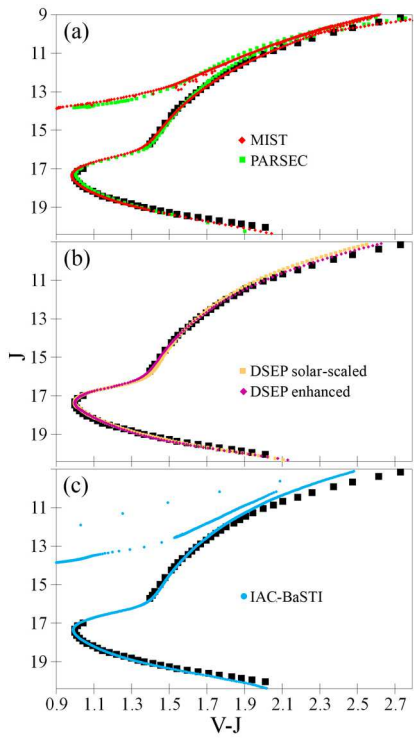 9
(a)
11
13
15
MIST
PARSEC
17
19
(b)
11
13
J
15
DSEP solar-scaled
DSEP enhanced
17
19
(c)
11
13
15
IAC-BaSTI
17
19
0.9 1.1 1.3 1.5 1.7 1.9 2.1 2.3 2.5 2.7
V-J